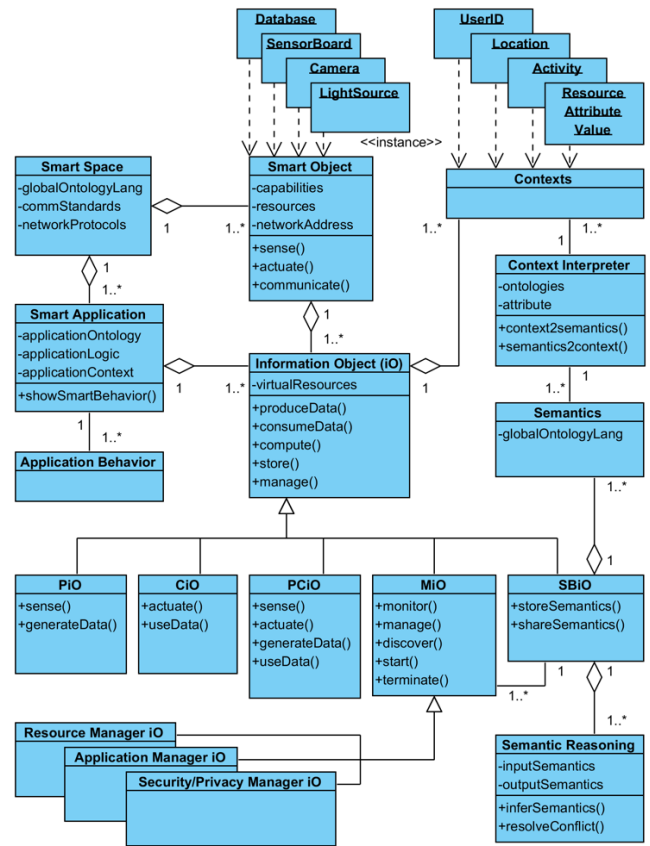 Database
SensorBoard
Camera
LightSource
UserID
Location
Activity
Resource
Attribute
Value
<<instance>>
Smart Space
-globalOntologyLang
-commStandards
-networkProtocols
1
1..*
Smart Object
-capabilities
-resources
-networkAddress
+sense()
+actuate()
+communicate()
Contexts
1..*
1..*
1
1..*
1
Context Interpreter
-ontologies
-attribute
+context2semantics()
+semantics2context()
Smart Application
-applicationOntology
-applicationLogic
-applicationContext
+showSmartBehavior()
1
1..*
1
1..*
Information Object (iO)
-virtualResources
+produceData()
+consumeData()
+compute()
+store()
+manage()
1
1
1..*
Semantics
-globalOntologyLang
1
1..*
Application Behavior
1..*
1
PiO
+sense()
+generateData()
CiO
+actuate()
+useData()
PCiO
+sense()
+actuate()
+generateData()
+useData()
MiO
+monitor()
+manage()
+discover()
+start()
+terminate()
SBiO
+storeSemantics()
+shareSemantics()
1
1..*
1
1..*
Resource Manager iO
Application Manager iO
Security/Privacy Manager iO
Semantic Reasoning
-inputSemantics
-outputSemantics
+inferSemantics()
+resolveConflict()